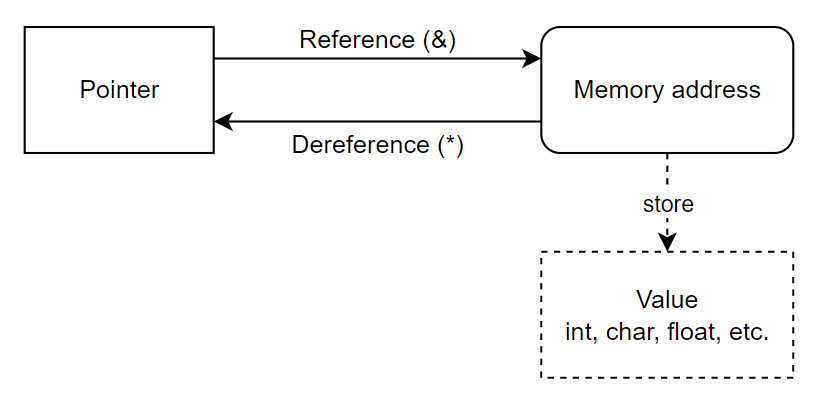 Reference (&)
Pointer
Memory address
Dereference (*)
store
Value
int, char, float, etc.